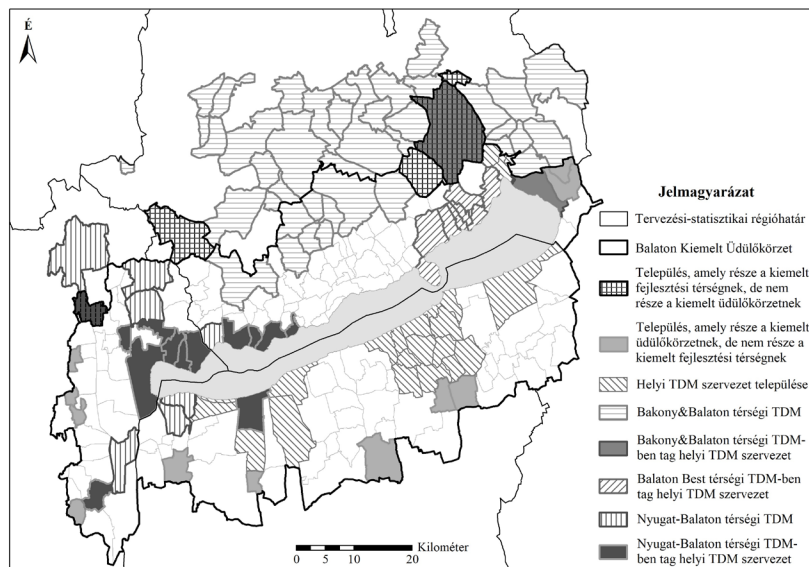 É
Jelmagyarázat
Tervezési-statisztikai régióhatár
Balaton Kiemelt Üdülőkörzet
Település, amely része a kiemelt
fejlesztési térségnek, de nem
része a kiemelt üdülőkörzetnek
Település, amely része a kiemelt
üdülőkörzetnek, de nem része a
kiemelt fejlesztési térségnek
Helyi TDM szervezet települése
Bakony&Balaton térségi TDM
Bakony&Balaton térségi TDM-
ben tag helyi TDM szervezet
Balaton Best térségi TDM-ben
tag helyi TDM szervezet
Nyugat-Balaton térségi TDM
Nyugat-Balaton térségi TDM-
ben tag helyi TDM szervezet
Kilométer
0 5 10 20